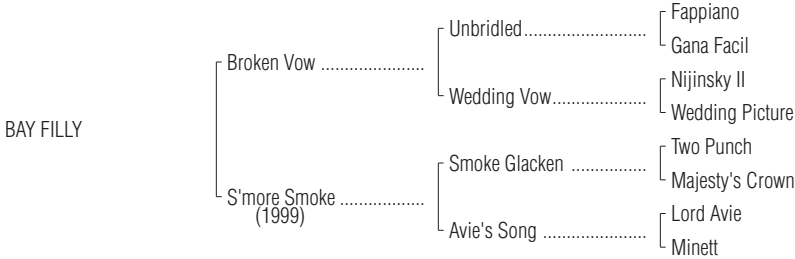 Fappiano
Unbridled.........................
Gana Facil
Broken Vow ......................
Nijinsky II
Wedding Vow....................
Wedding Picture
BAY FILLY
Two Punch
Smoke Glacken ................
Majesty's Crown
S'more Smoke ..................
(1999)
Lord Avie
Avie's Song ......................
Minett